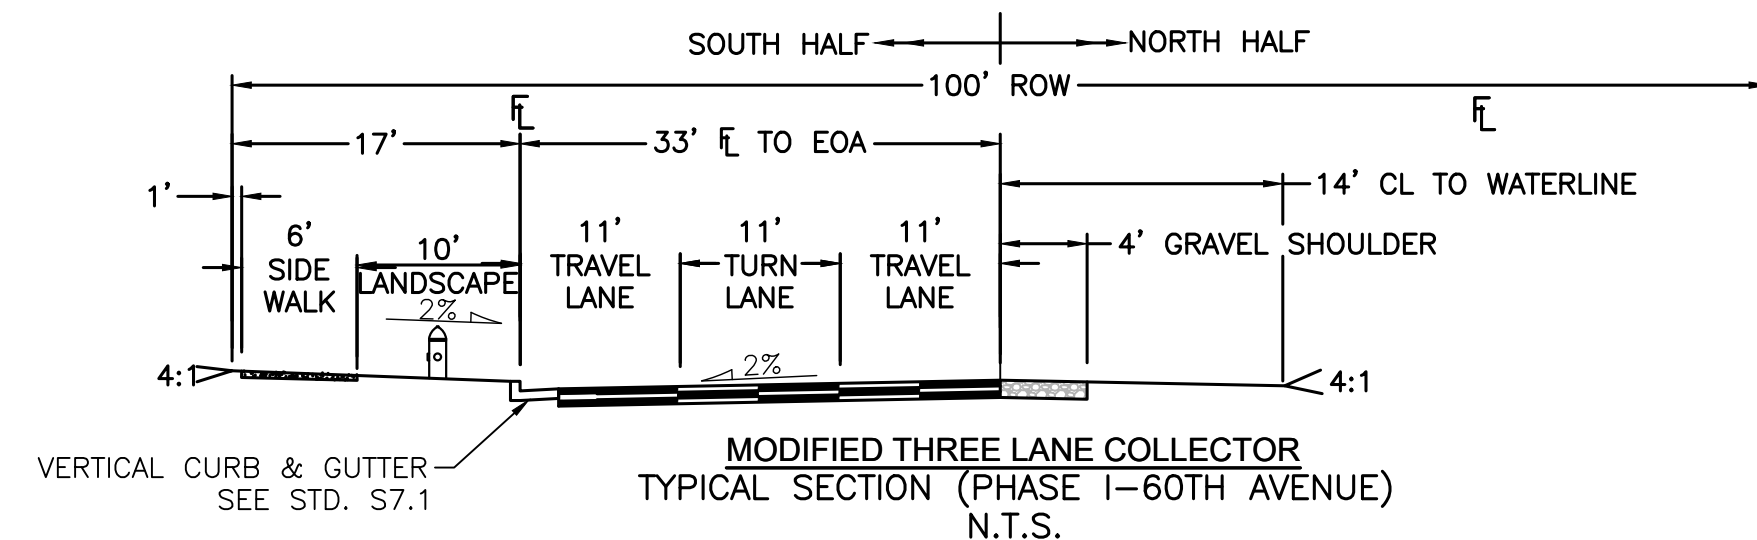 SOUTH HALF NORTH HALF
100' ROW
FL FL
17' 33' FL TO EOA
14' CL TO WATERLINE
1'
6'
SIDE
WALK
10'
LANDSCAPE
11'
TRAVEL
LANE
11'
TURN
LANE
11'
TRAVEL
LANE
4' GRAVEL SHOULDER
2%
2%
4:1
4:1
VERTICAL CURB & GUTTER
SEE STD. S7.1
MODIFIED THREE LANE COLLECTOR
TYPICAL SECTION (PHASE I-60TH AVENUE)
N.T.S.